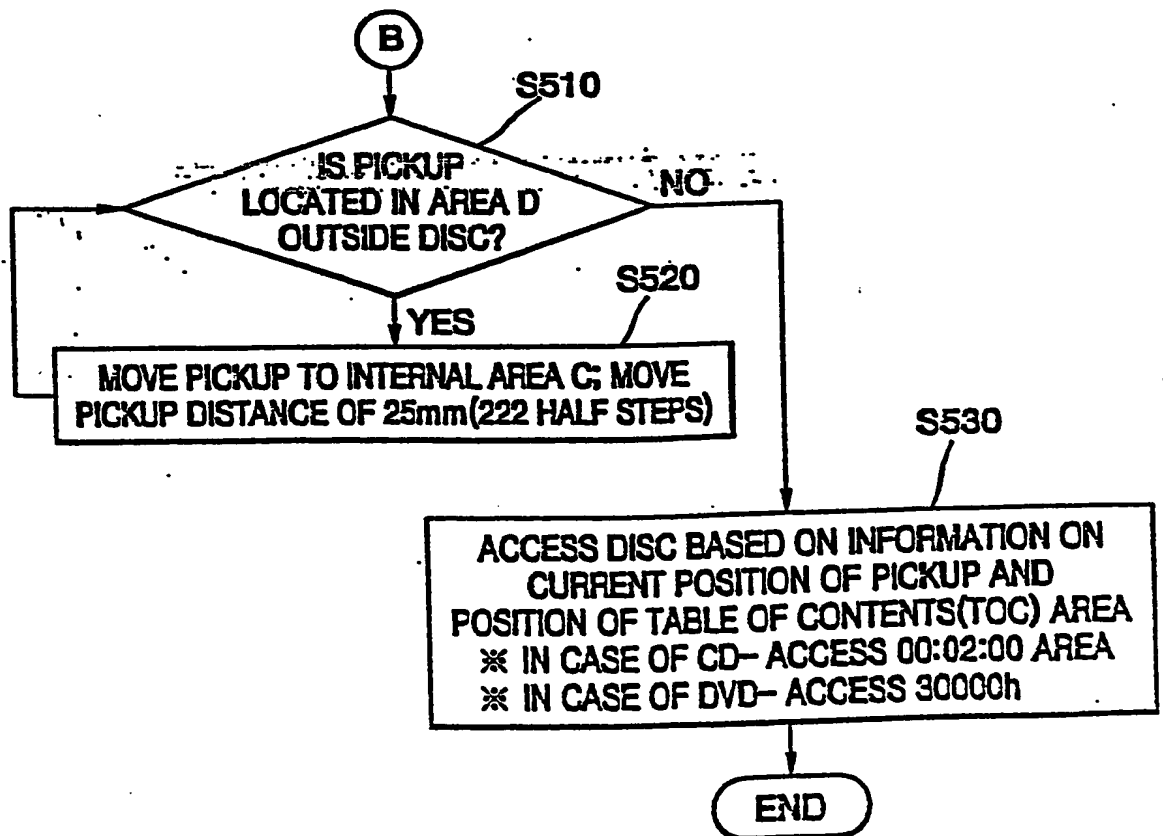 B
S510
IS PICKUP
LOCATED IN AREA D
OUTSIDE DISC?
NO
YES
S520
MOVE PICKUP TO INTERNAL AREA C; MOVE
PICKUP DISTANCE OF 25mm(222 HALF STEPS)
S530
ACCESS DISC BASED ON INFORMATION ON
CURRENT POSITION OF PICKUP AND
POSITION OF TABLE OF CONTENTS(TOC) AREA
※ IN CASE OF CD– ACCESS 00:02:00 AREA
※ IN CASE OF DVD– ACCESS 30000h
END